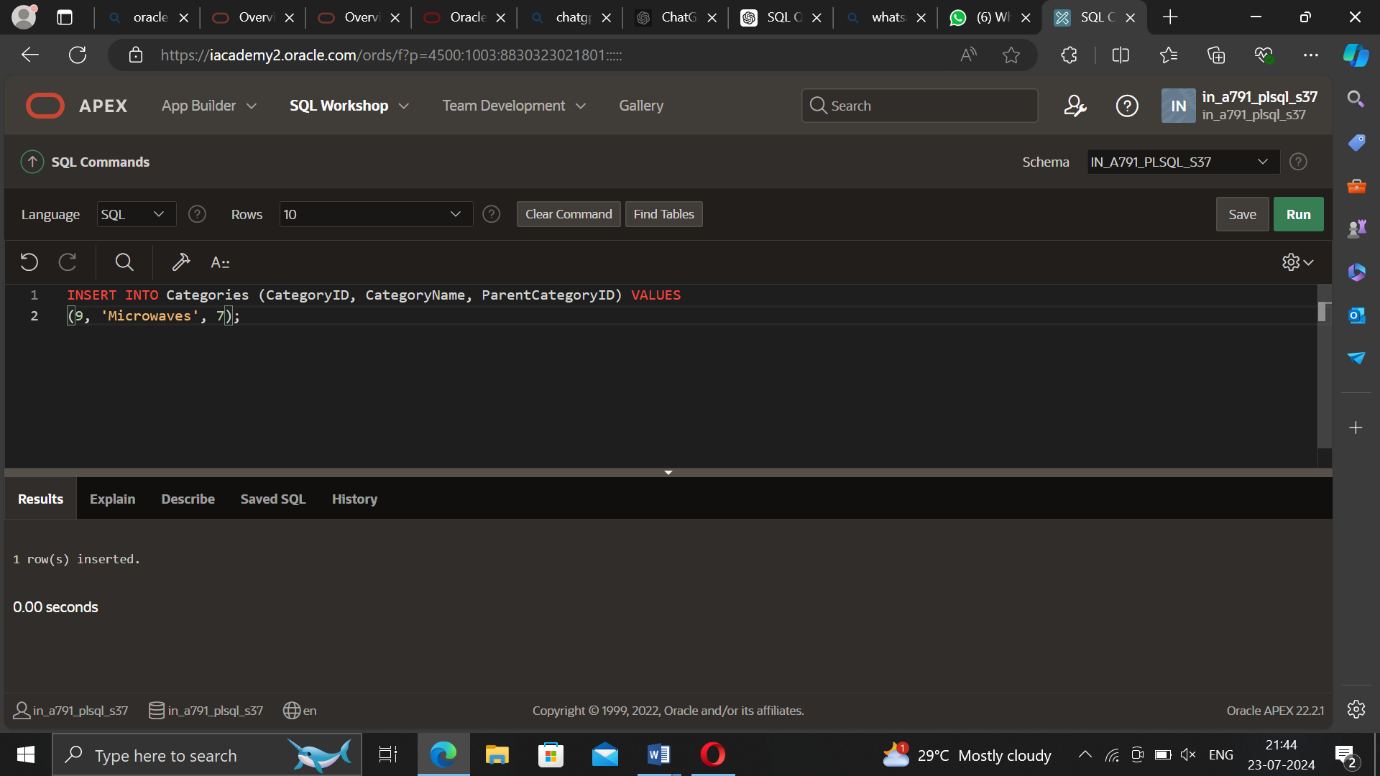 oracle Overvi Overvi Oracle chatgp ChatG SQL Q whats (6) Wh SQL C
https://iacademy2.oracle.com/ords/f?p=4500:1003:8830323021801:::::
APEX App Builder SQL Workshop Team Development Gallery Search IN in_a791_plsql_s37
in_a791_plsql_s37
SQL Commands Schema IN_A791_PLSQL_S37
Language SQL Rows 10 Clear Command Find Tables Save Run
1 INSERT INTO Categories (CategoryID, CategoryName, ParentCategoryID) VALUES
2 (9, 'Microwaves', 7);
Results Explain Describe Saved SQL History
1 row(s) inserted.
0.00 seconds
in_a791_plsql_s37 in_a791_plsql_s37 en Copyright © 1999, 2022, Oracle and/or its affiliates. Oracle APEX 22.2.1
Type here to search 1 29°C Mostly cloudy ENG 21:44
23-07-2024 2